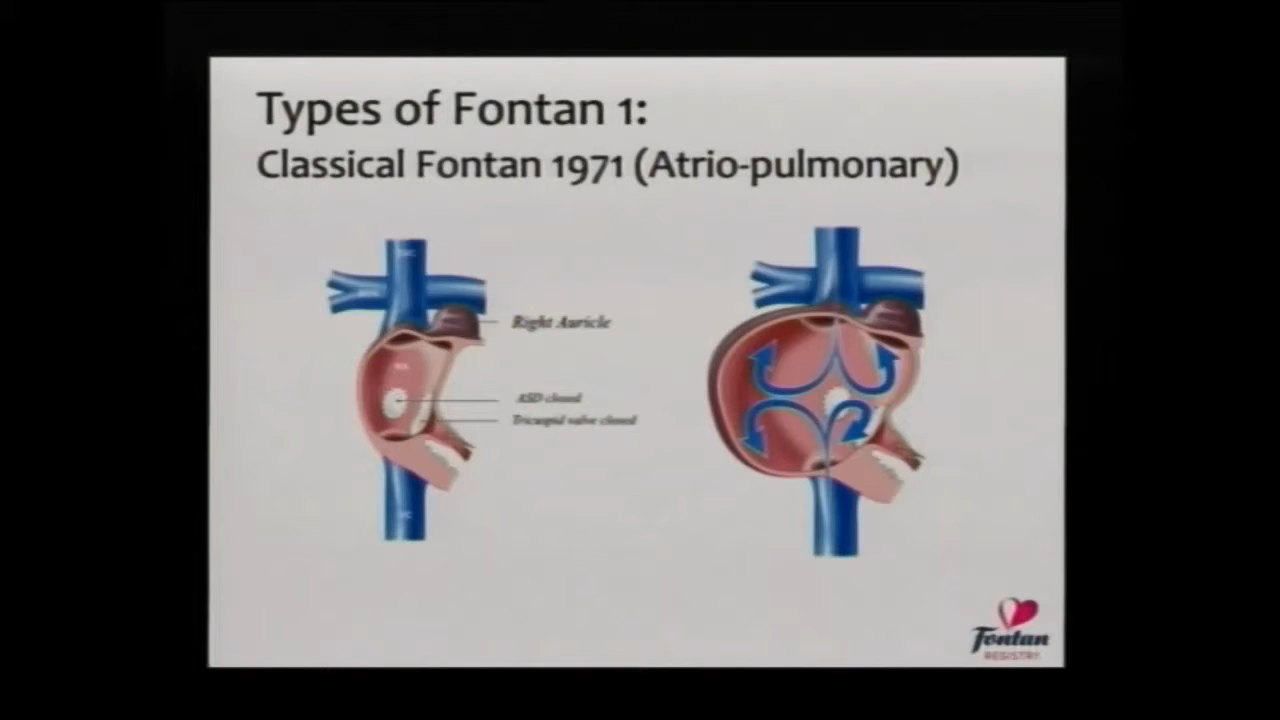 Types of Fontan 1:
Classical Fontan 1971 (Atrio-pulmonary)
Right Auricle
ASD closed
Tricuspid valve closed
Fontan
REGISTRY